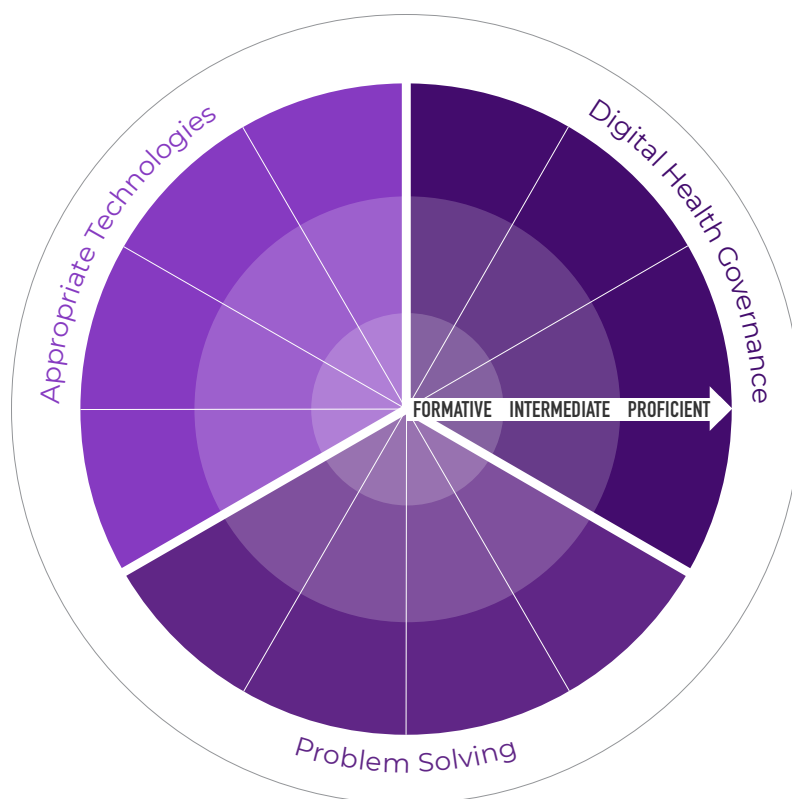 Appropriate Technologies
Digital Health Governance
FORMATIVE INTERMEDIATE PROFICIENT
Problem Solving